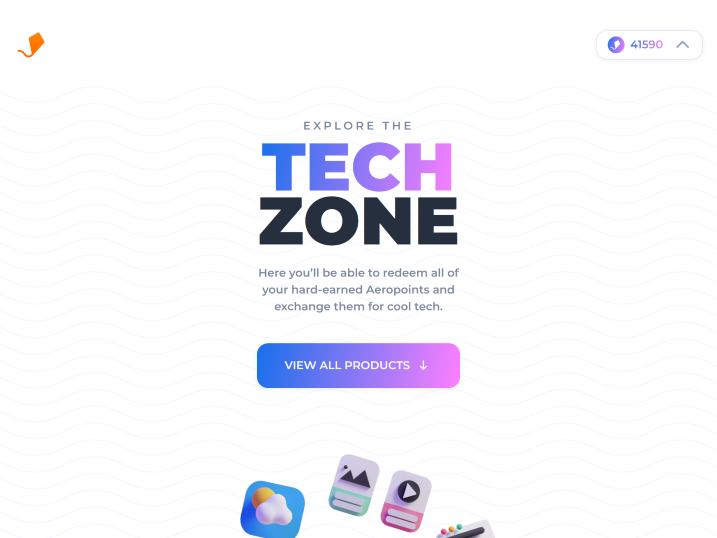 41590
EXPLORE THE
TECH
ZONE
Here you’ll be able to redeem all of
your hard-earned Aeropoints and
exchange them for cool tech.
VIEW ALL PRODUCTS